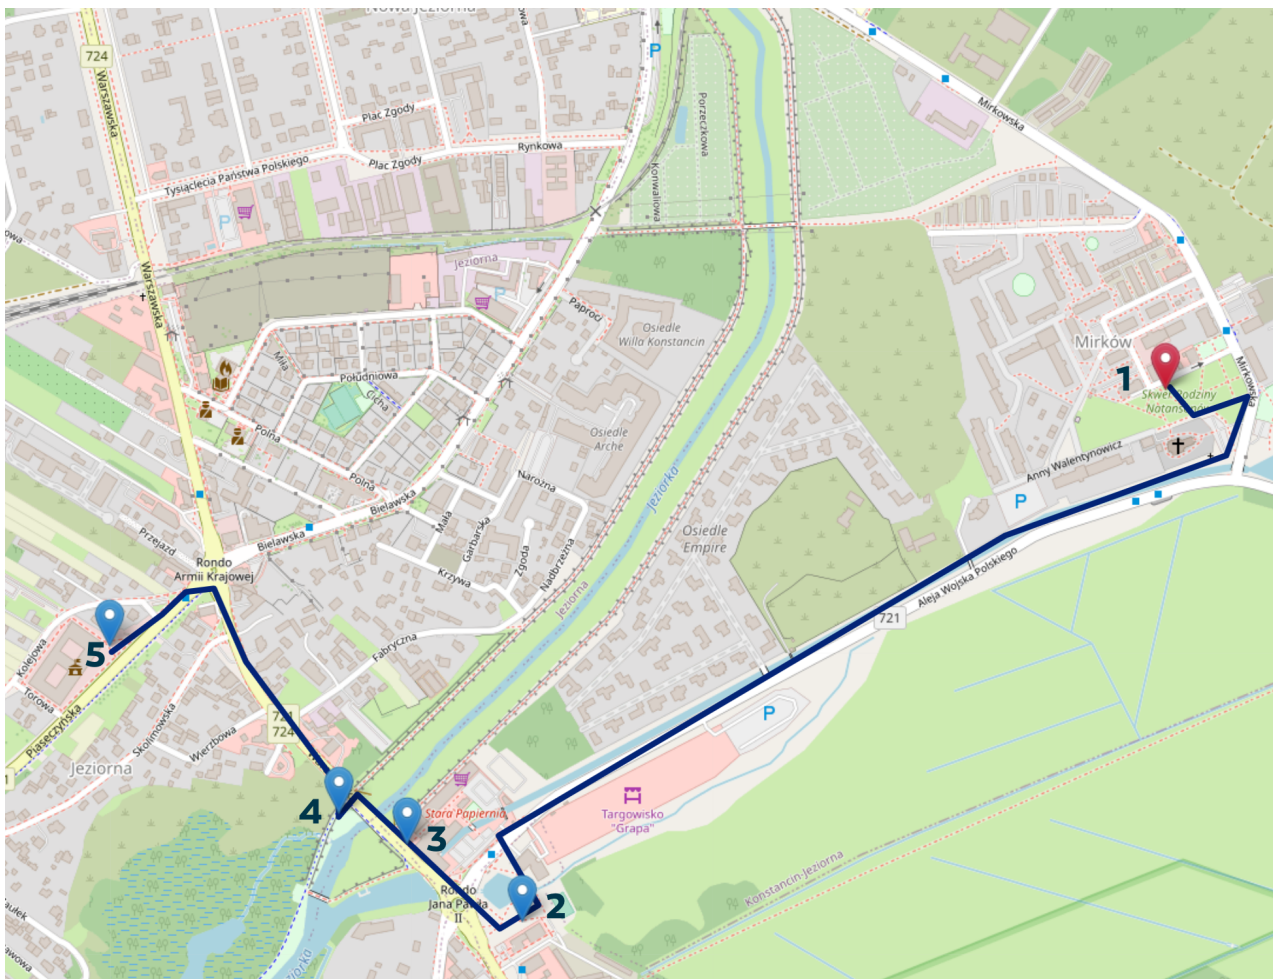 Nowa Jeziorna
724
P
Warszawska
Plac Zgody
Porzeczkowa
Mirkowska
Rynkowa
Plac Zgody
Tysiąclecia Państwa Polskiego
Konwaliowa
P
Jeziorna
P
Warszawska
Paproci
Osiedle
Willa Konstancin
Mirków
Miła
Południowa
Cicha
1
Skwer Rodziny
Natansonów
Mirkowska
Polna
Osiedle
Arche
Anny Walentynowicz
Polna
Narożna
Jeziorka
P
Bielawska
Mała
Garbarska
Osiedle
Empire
Przejazd
Bielawska
Zgoda
Nadbrzeżna
Rondo
Armii Krajowej
Krzywa
Jeziorna
Aleja Wojska Polskiego
721
Kolejowa
5
Fabryczna
Torowa
Piaseczyńska
Skolimowska
Wierzbowa
721
724
P
Jeziorna
1
4
3
Stara Papiernia
Targowisko
"Grapa"
Rondo
Jana Pawła
II
2
Konstancin-Jeziorna
Jeziorka